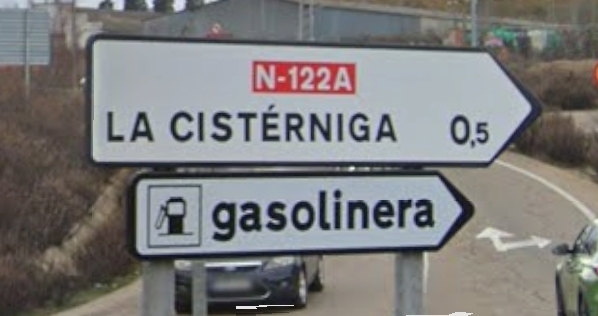 N-122A
LA CISTÉRNIGA 0,5
gasolinera